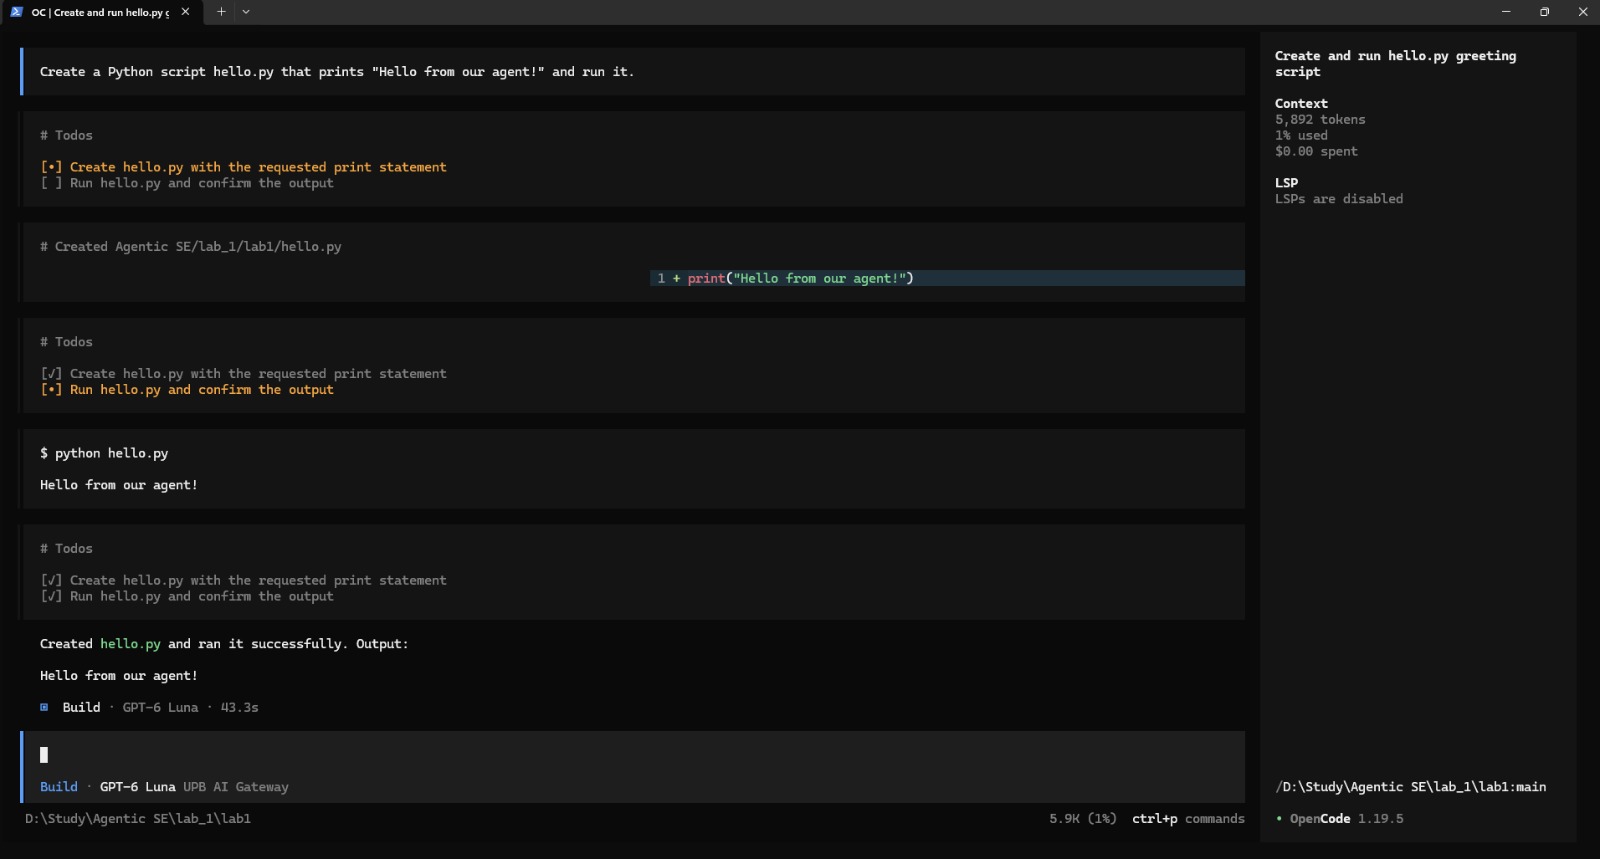 OC | Create and run hello.py g
Create a Python script hello.py that prints "Hello from our agent!" and run it.
# Todos
[•] Create hello.py with the requested print statement
[ ] Run hello.py and confirm the output
# Created Agentic SE/lab_1/lab1/hello.py
1 + print("Hello from our agent!")
# Todos
[✓] Create hello.py with the requested print statement
[•] Run hello.py and confirm the output
$ python hello.py
Hello from our agent!
# Todos
[✓] Create hello.py with the requested print statement
[✓] Run hello.py and confirm the output
Created hello.py and ran it successfully. Output:
Hello from our agent!
Build · GPT-6 Luna · 43.3s
Build · GPT-6 Luna UPB AI Gateway
D:\Study\Agentic SE\lab_1\lab1
5.9K (1%) ctrl+p commands
Create and run hello.py greeting
script
Context
5,892 tokens
1% used
$0.00 spent
LSP
LSPs are disabled
/D:\Study\Agentic SE\lab_1\lab1:main
• OpenCode 1.19.5